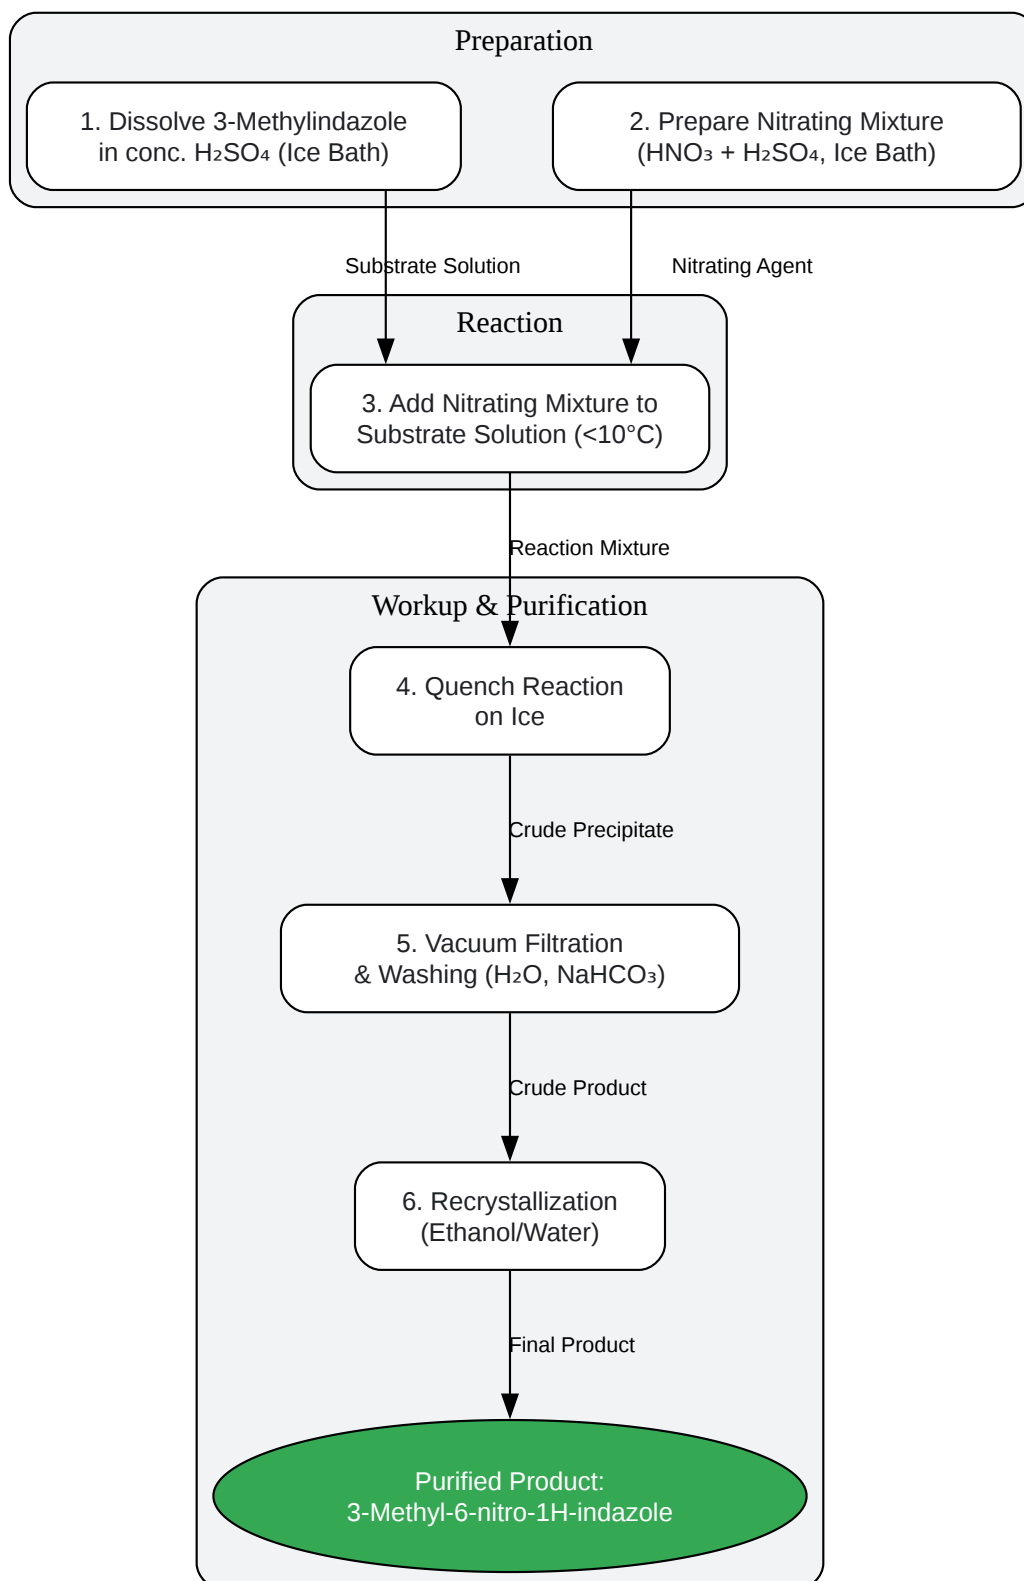 Preparation
1. Dissolve 3-Methylindazole
in conc. H₂SO₄ (Ice Bath)
2. Prepare Nitrating Mixture
(HNO₃ + H₂SO₄, Ice Bath)
Substrate Solution
Nitrating Agent
Reaction
3. Add Nitrating Mixture to
Substrate Solution (<10°C)
Reaction Mixture
Workup & Purification
4. Quench Reaction
on Ice
Crude Precipitate
5. Vacuum Filtration
& Washing (H₂O, NaHCO₃)
Crude Product
6. Recrystallization
(Ethanol/Water)
Final Product
Purified Product:
3-Methyl-6-nitro-1H-indazole